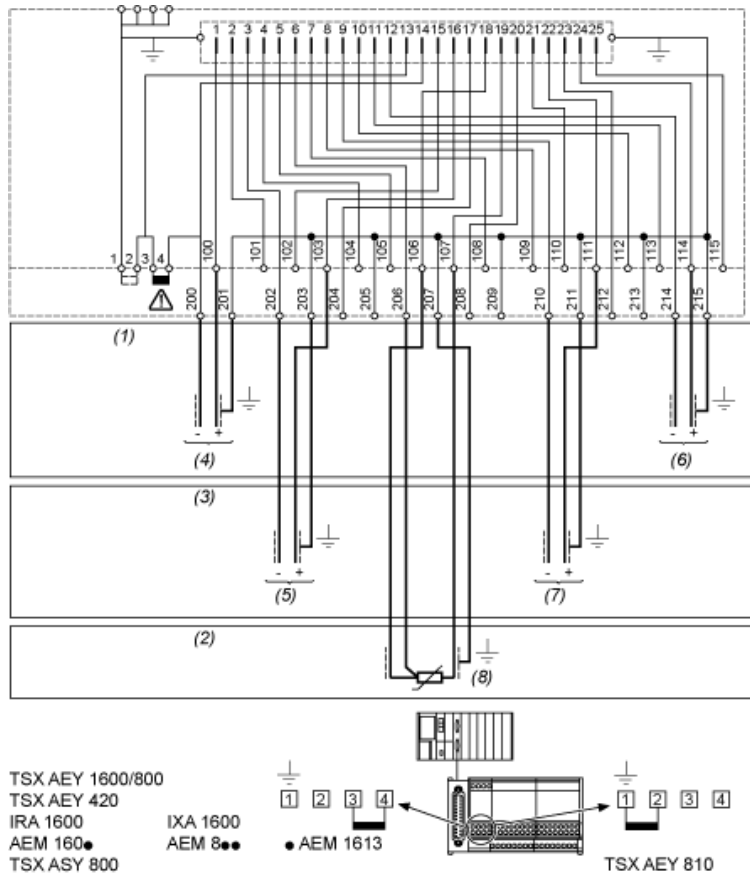 1 2 3 4 5 6 7 8 9 10 11 12 13 14 15 16 17 18 19 20 21 22 23 24 25
100 101 102 103 104 105 106 107 108 109 110 111 112 113 114 115
1 2 3 4
200 201 202 203 204 205 206 207 208 209 210 211 212 213 214 215
(1)
- + - +
(4) (6)
(3)
- + - +
(5) (7)
(2)
(8)
TSX AEY 1600/800
TSX AEY 420
1 2 3 4 1 2 3 4
IRA 1600 IXA 1600
AEM 160● AEM 8●● ● AEM 1613
TSX ASY 800 TSX AEY 810